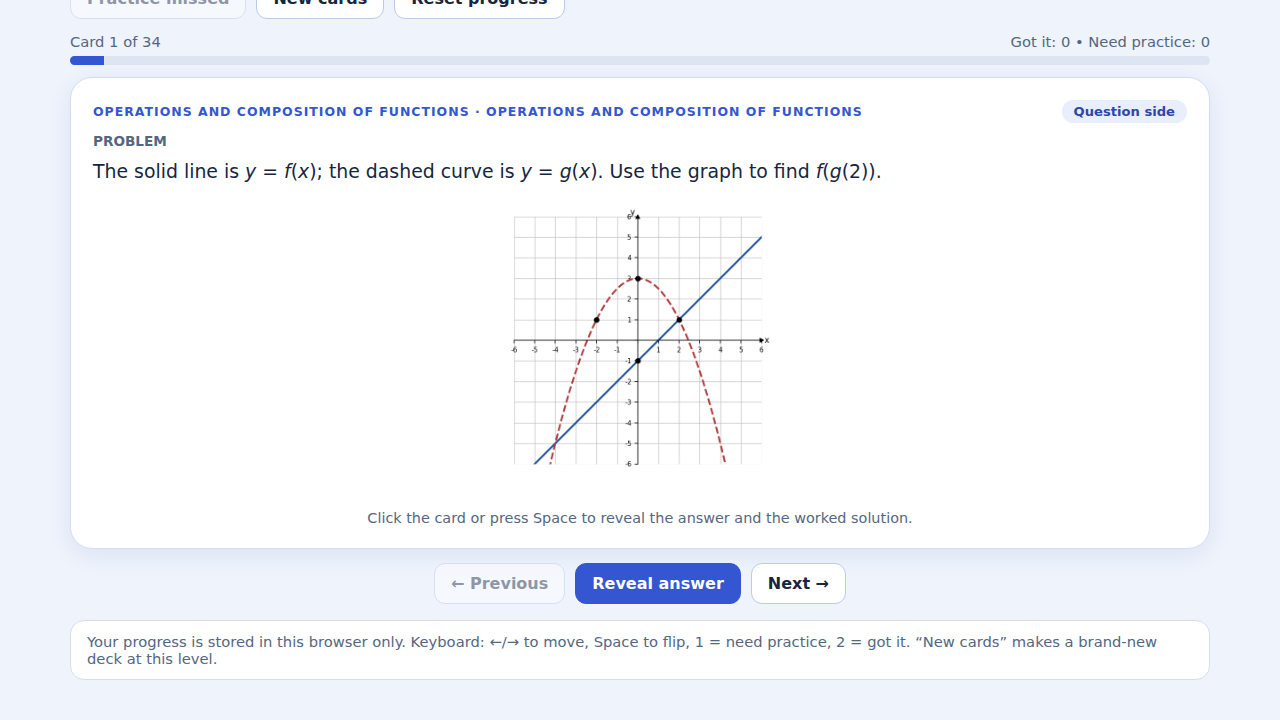 Practice missed New cards Reset progress
Card 1 of 34 Got it: 0 • Need practice: 0
OPERATIONS AND COMPOSITION OF FUNCTIONS · OPERATIONS AND COMPOSITION OF FUNCTIONS Question side
PROBLEM
The solid line is y = f(x); the dashed curve is y = g(x). Use the graph to find f(g(2)).
y
6
5
4
3
2
1
x
-6 -5 -4 -3 -2 -1 1 2 3 4 5 6
-1
-2
-3
-4
-5
-6
Click the card or press Space to reveal the answer and the worked solution.
← Previous Reveal answer Next →
Your progress is stored in this browser only. Keyboard: ←/→ to move, Space to flip, 1 = need practice, 2 = got it. “New cards” makes a brand-new
deck at this level.